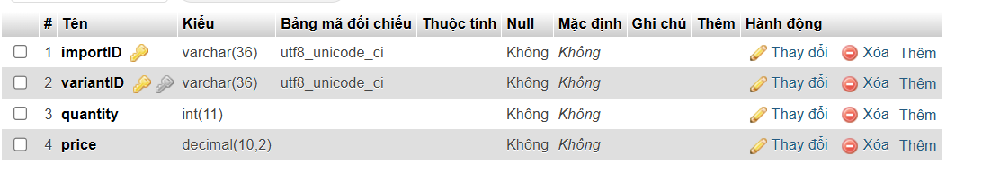 # Tên Kiểu Bảng mã đối chiếu Thuộc tính Null Mặc định Ghi chú Thêm Hành động
1 importID varchar(36) utf8_unicode_ci Không Không Thay đổi Xóa Thêm
2 variantID varchar(36) utf8_unicode_ci Không Không Thay đổi Xóa Thêm
3 quantity int(11) Không Không Thay đổi Xóa Thêm
4 price decimal(10,2) Không Không Thay đổi Xóa Thêm